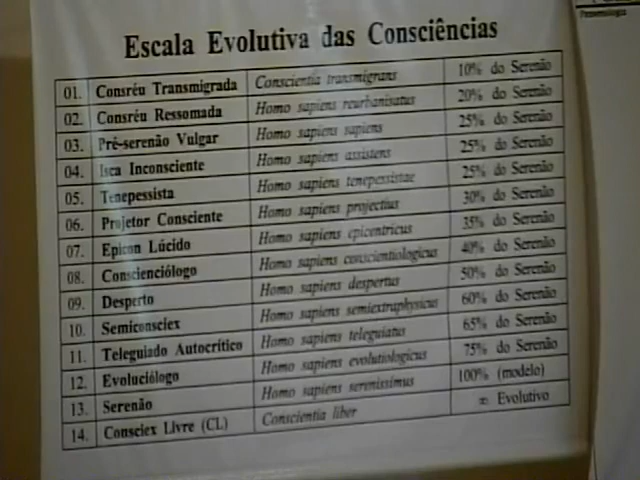 Escala Evolutiva das Consciências
01. Consréu Transmigrada Conscientia transmigrans 10% do Serenão
02. Consréu Ressomada Homo sapiens reurbanisatus 20% do Serenão
03. Pré-serenão Vulgar Homo sapiens sapiens 25% do Serenão
04. Isca Inconsciente Homo sapiens assistens 25% do Serenão
05. Tenepessista Homo sapiens tenepessistae 25% do Serenão
06. Projetor Consciente Homo sapiens projectius 30% do Serenão
07. Epicon Lúcido Homo sapiens epicentricus 35% do Serenão
08. Conscienciólogo Homo sapiens conscientiologicus 40% do Serenão
09. Desperto Homo sapiens despertus 50% do Serenão
10. Semiconsciex Homo sapiens semiextraphysicus 60% do Serenão
11. Teleguiado Autocrítico Homo sapiens teleguiatus 65% do Serenão
12. Evoluciólogo Homo sapiens evolutiologicus 75% do Serenão
13. Serenão Homo sapiens serenissimus 100% (modelo)
14. Consciex Livre (CL) Conscientia liber ∞ Evolutivo